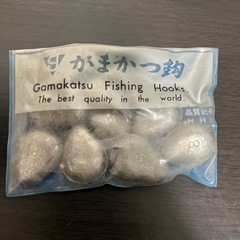 がまかつ鈎
Gamakatsu Fishing Hooks.
The best quality in the world.